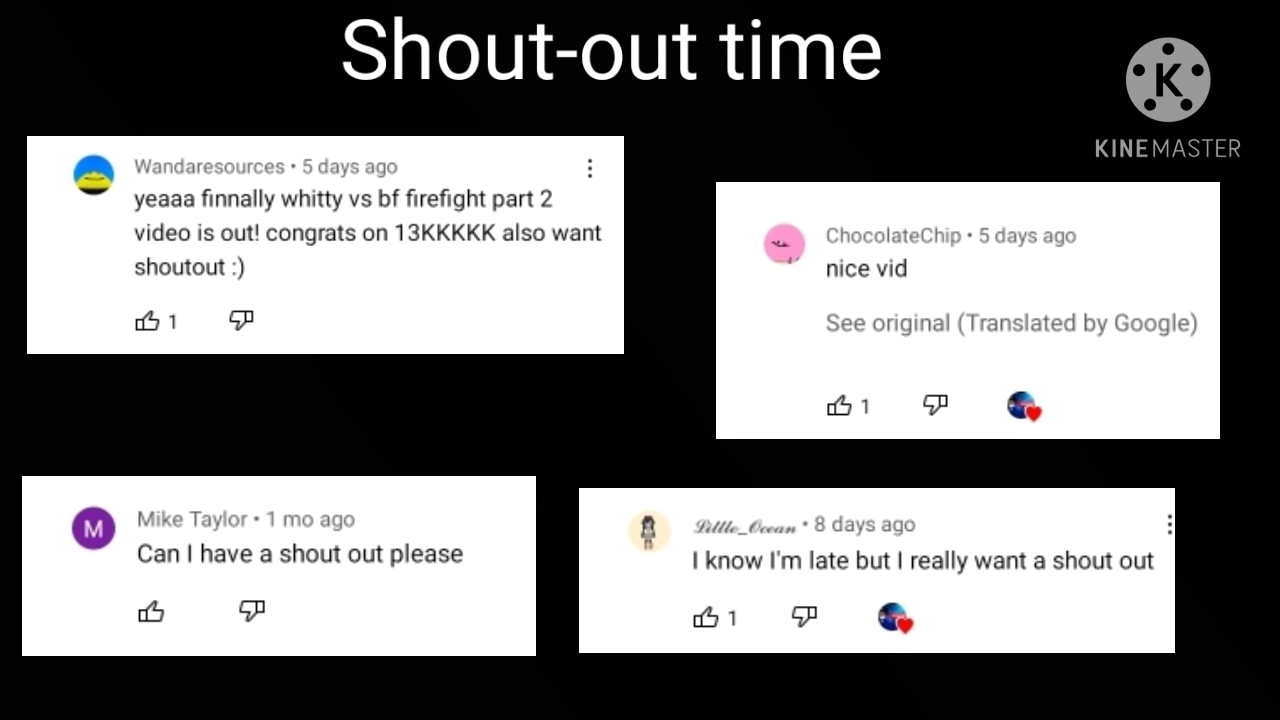 Shout-out time
K
KINEMASTER
Wandaresources • 5 days ago
yeaaa finnally whitty vs bf firefight part 2
video is out! congrats on 13KKKKK also want
shoutout :)
1
ChocolateChip • 5 days ago
nice vid
See original (Translated by Google)
1
M
Mike Taylor • 1 mo ago
Can I have a shout out please
𝓛𝓲𝓽𝓽𝓵𝓮_𝓞𝓬𝓮𝓪𝓷 • 8 days ago
I know I'm late but I really want a shout out
1